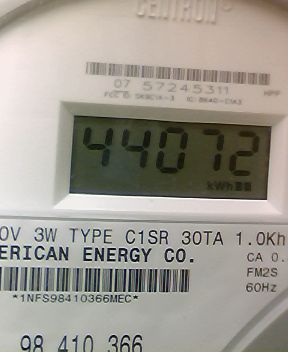 CENTRON®
07 57245311
44072
kWh
0V 3W TYPE C1SR 30TA 1.0Kh
ERICAN ENERGY CO.
CA 0.
*1NFS98410366MEC*
FM2S
60Hz
98 410 366